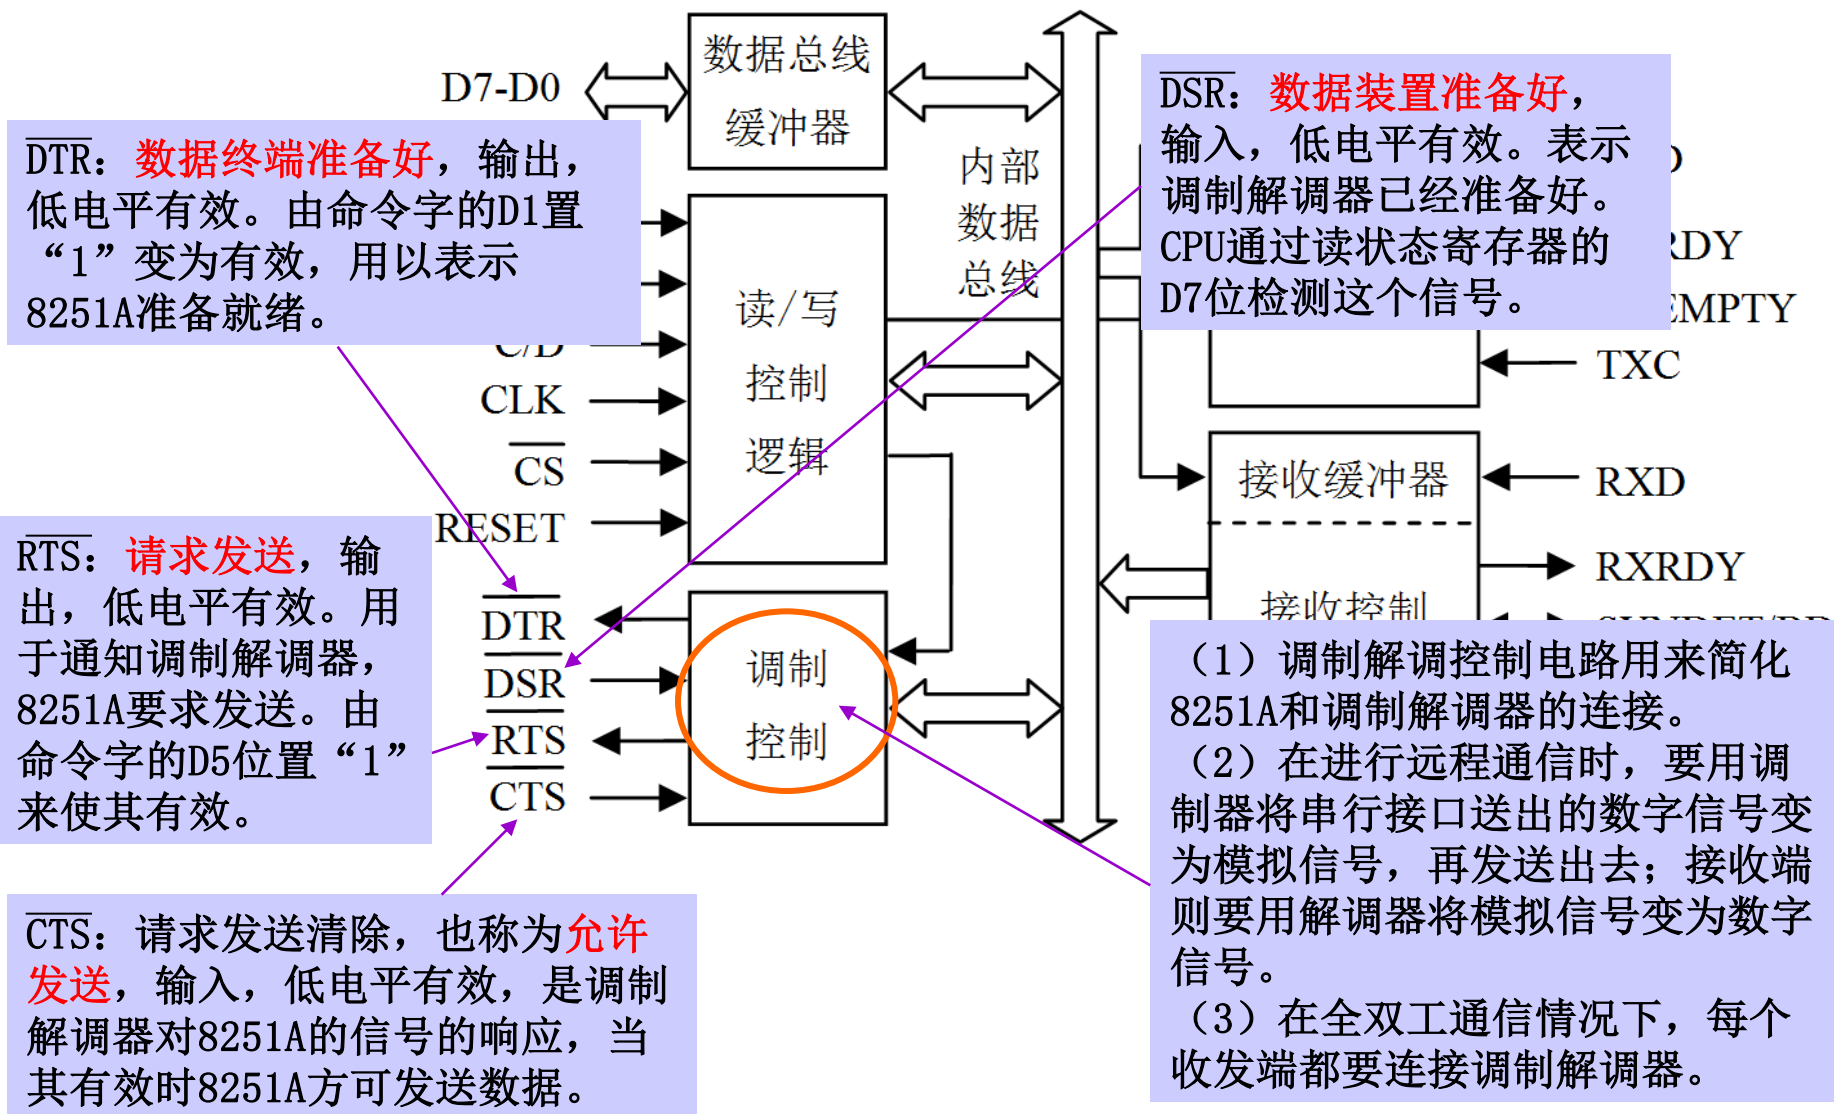 D7-D0
数据总线
缓冲器
内部
数据
总线
读/写
控制
逻辑
C/D
CLK
CS
RESET
DTR
DSR
RTS
CTS
调制
控制
TXC
接收缓冲器
RXD
RXRDY
接收控制
DTR：数据终端准备好，输出，
低电平有效。由命令字的D1置
“1”变为有效，用以表示
8251A准备就绪。
DSR：数据装置准备好，
输入，低电平有效。表示
调制解调器已经准备好。
CPU通过读状态寄存器的
D7位检测这个信号。
RTS：请求发送，输
出，低电平有效。用
于通知调制解调器，
8251A要求发送。由
命令字的D5位置“1”
来使其有效。
CTS：请求发送清除，也称为允许
发送，输入，低电平有效，是调制
解调器对8251A的信号的响应，当
其有效时8251A方可发送数据。
（1）调制解调控制电路用来简化
8251A和调制解调器的连接。
（2）在进行远程通信时，要用调
制器将串行接口送出的数字信号变
为模拟信号，再发送出去；接收端
则要用解调器将模拟信号变为数字
信号。
（3）在全双工通信情况下，每个
收发端都要连接调制解调器。